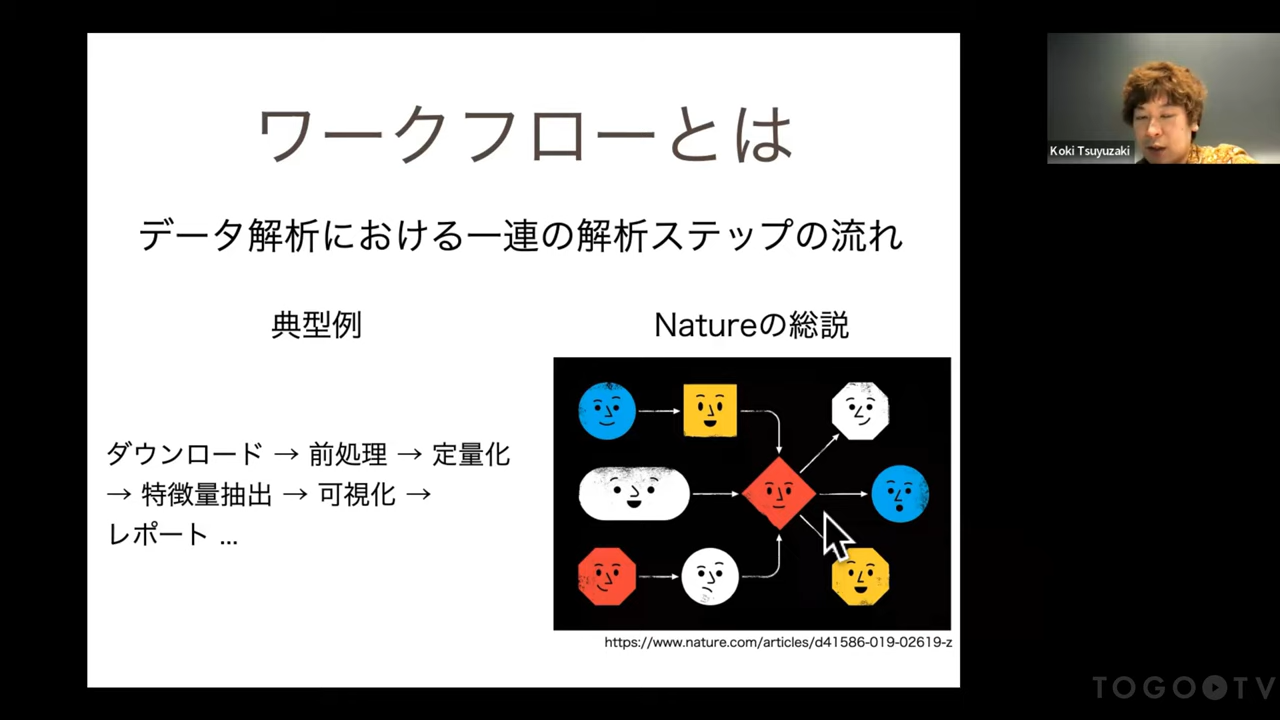 ワークフローとは
データ解析における一連の解析ステップの流れ
典型例
Natureの総説
ダウンロード → 前処理 → 定量化
→ 特徴量抽出 → 可視化 →
レポート ...
https://www.nature.com/articles/d41586-019-02619-z
Koki Tsuyuzaki
TOGO TV